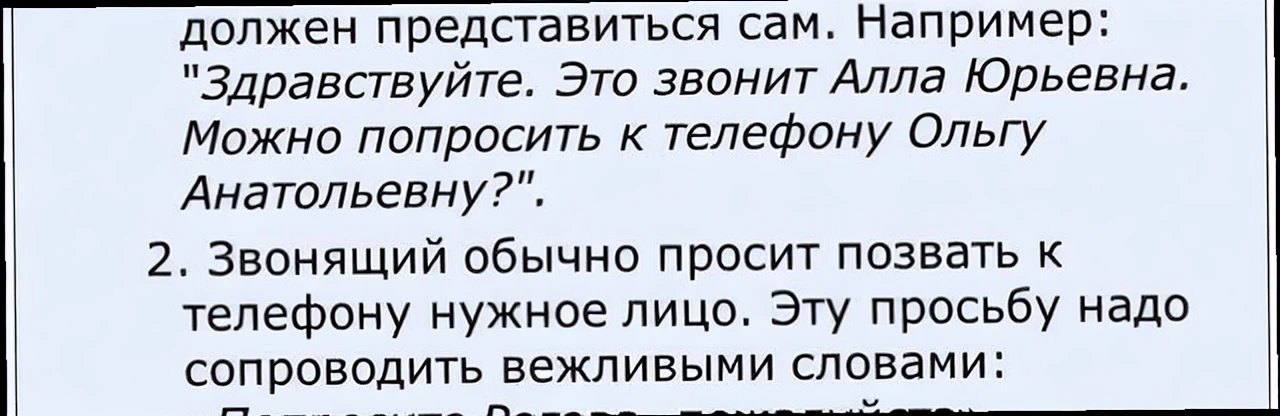 должен представиться сам. Например:
"Здравствуйте. Это звонит Алла Юрьевна.
Можно попросить к телефону Ольгу
Анатольевну?".
2. Звонящий обычно просит позвать к
телефону нужное лицо. Эту просьбу надо
сопроводить вежливыми словами: